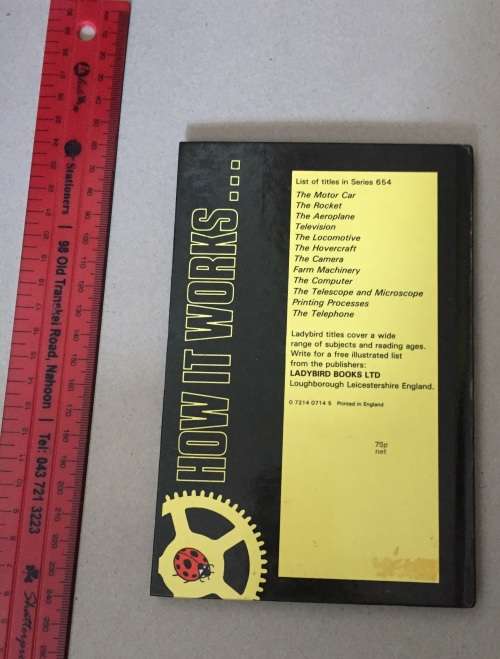 HOW IT WORKS...
List of titles in Series 654
The Motor Car
The Rocket
The Aeroplane
Television
The Locomotive
The Hovercraft
The Camera
Farm Machinery
The Computer
The Telescope and Microscope
Printing Processes
The Telephone
Ladybird titles cover a wide
range of subjects and reading ages.
Write for a free illustrated list
from the publishers:
LADYBIRD BOOKS LTD
Loughborough Leicestershire England.
0 7214 0714 5 Printed in England
75p
net
Stationers | 98 Old Transkei Road, Nahoon | Tel: 043 721 3223